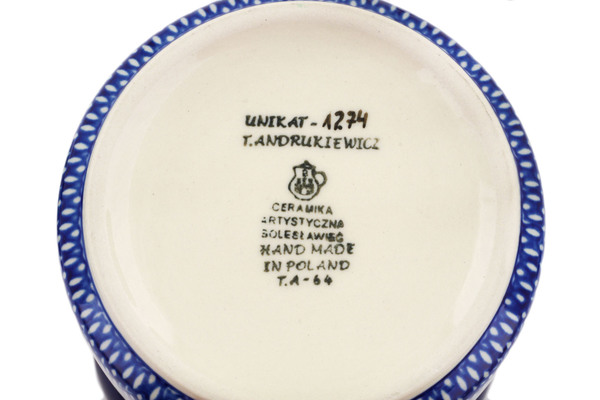 UNIKAT - 1274
T. ANDRUKIEWICZ
CERAMIKA
ARTYSTYCZNA
BOLESŁAWIEC
HAND MADE
IN POLAND
T.A - 64